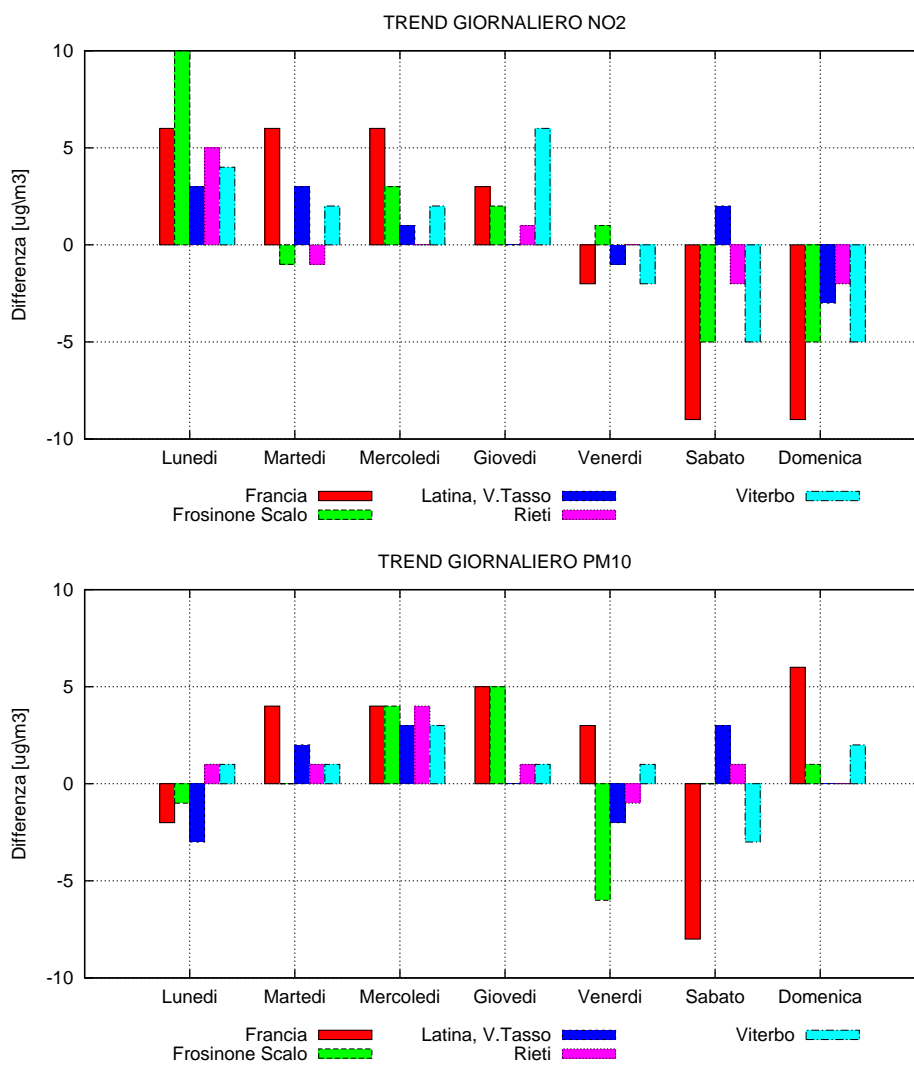 TREND GIORNALIERO NO2
10
5
0
-5
-10
Differenza [ug\m3]
Lunedi Martedi Mercoledi Giovedi Venerdi Sabato Domenica
Francia Latina, V.Tasso Viterbo
Frosinone Scalo Rieti
TREND GIORNALIERO PM10
10
5
0
-5
-10
Differenza [ug\m3]
Lunedi Martedi Mercoledi Giovedi Venerdi Sabato Domenica
Francia Latina, V.Tasso Viterbo
Frosinone Scalo Rieti